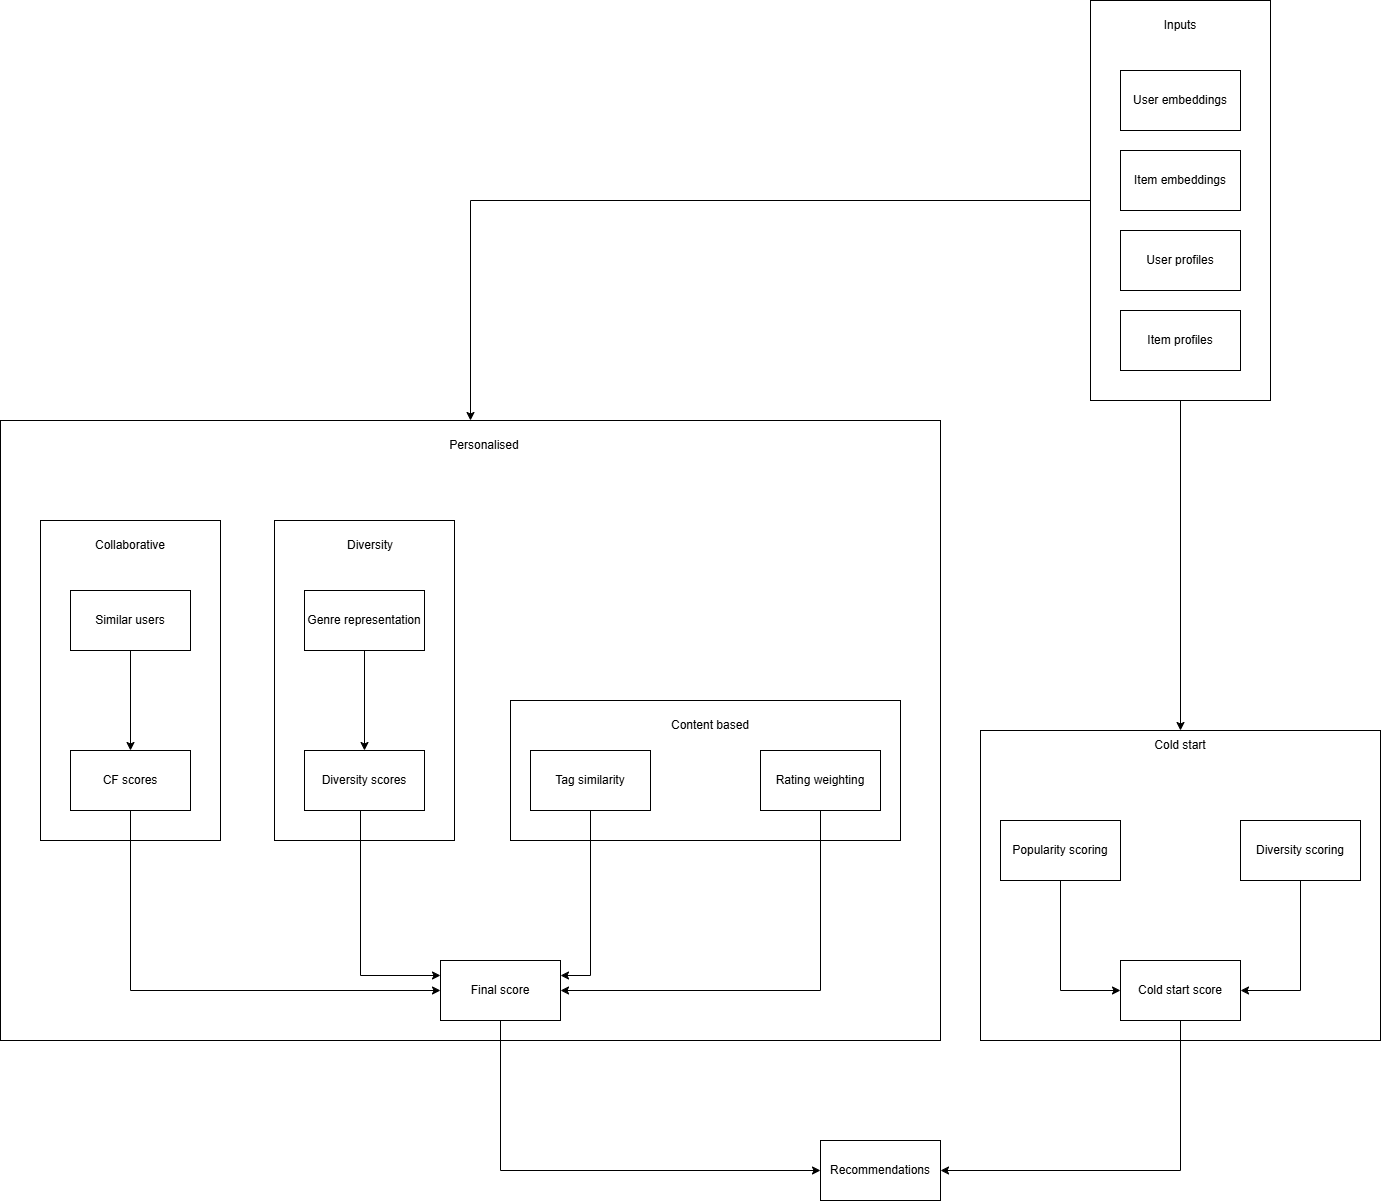 Inputs
User embeddings
Item embeddings
User profiles
Item profiles
Personalised
Collaborative
Similar users
CF scores
Diversity
Genre representation
Diversity scores
Content based
Tag similarity
Rating weighting
Final score
Cold start
Popularity scoring
Diversity scoring
Cold start score
Recommendations